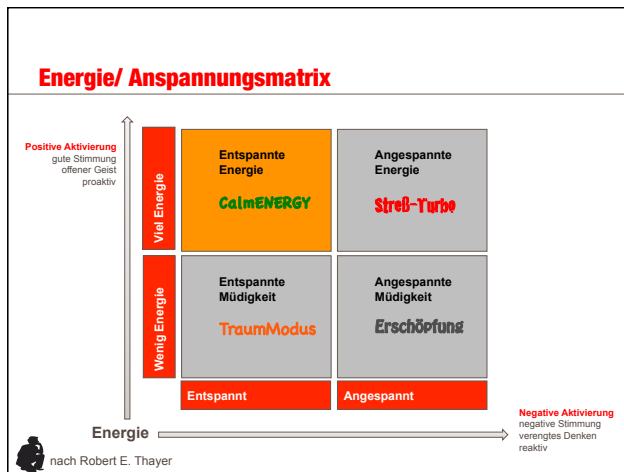 Energie/ Anspannungsmatrix
Positive Aktivierung
gute Stimmung
offener Geist
proaktiv
Viel Energie
Entspannte
Energie
CalmENERGY
Angespannte
Energie
Streß-Turbo
Wenig Energie
Entspannte
Müdigkeit
TraumModus
Angespannte
Müdigkeit
Erschöpfung
Entspannt
Angespannt
Energie
Negative Aktivierung
negative Stimmung
verengtes Denken
reaktiv
nach Robert E. Thayer